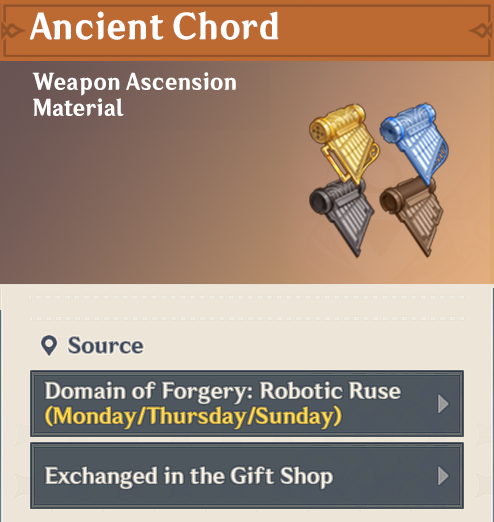 Ancient Chord
Weapon Ascension
Material
Source
Domain of Forgery: Robotic Ruse
(Monday/Thursday/Sunday)
Exchanged in the Gift Shop